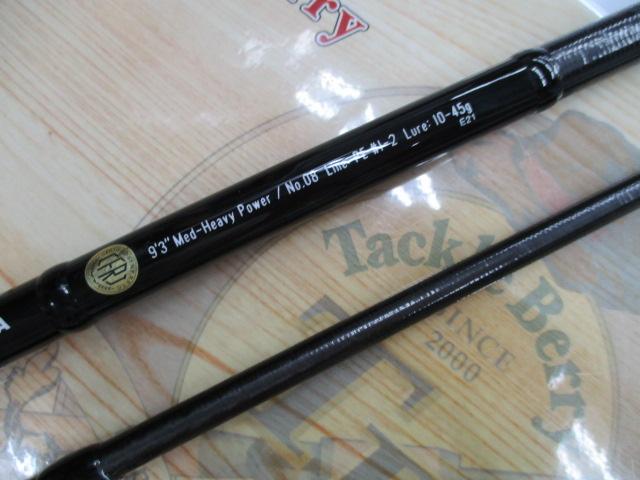 rry
9'3" Med-Heavy Power / No.08 Line: PE #1-2 Lure: 10-45g
E21
Tackle Berry
SINCE
2000